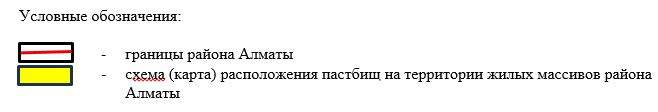 Условные обозначения:
- границы района Алматы
- схема (карта) расположения пастбищ на территории жилых массивов района
Алматы